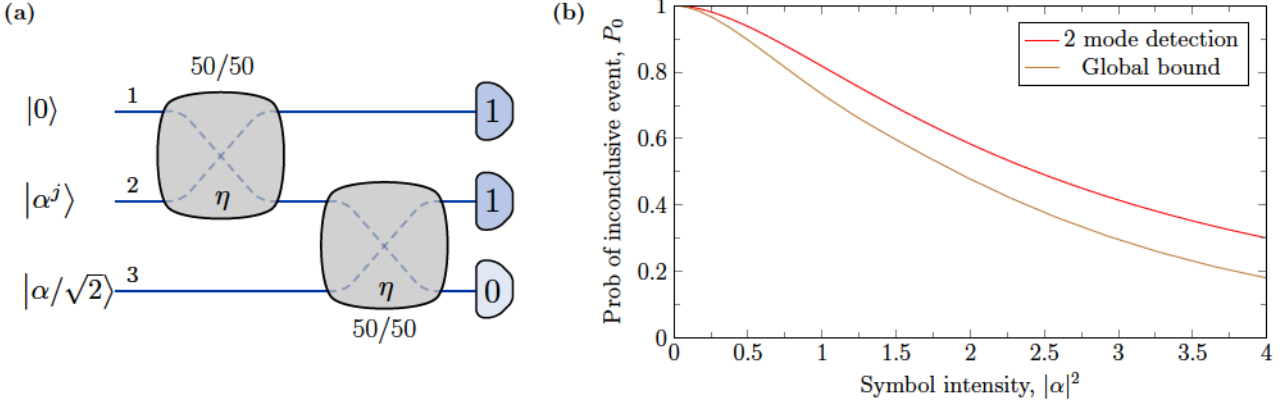 (a)
50/50
|0⟩
1
1
|α^j⟩
2
η
1
|α/√2⟩
3
η
0
50/50
(b)
Prob of inconclusive event, P₀
1
0.8
0.6
0.4
0.2
0
2 mode detection
Global bound
0 0.5 1 1.5 2 2.5 3 3.5 4
Symbol intensity, |α|²